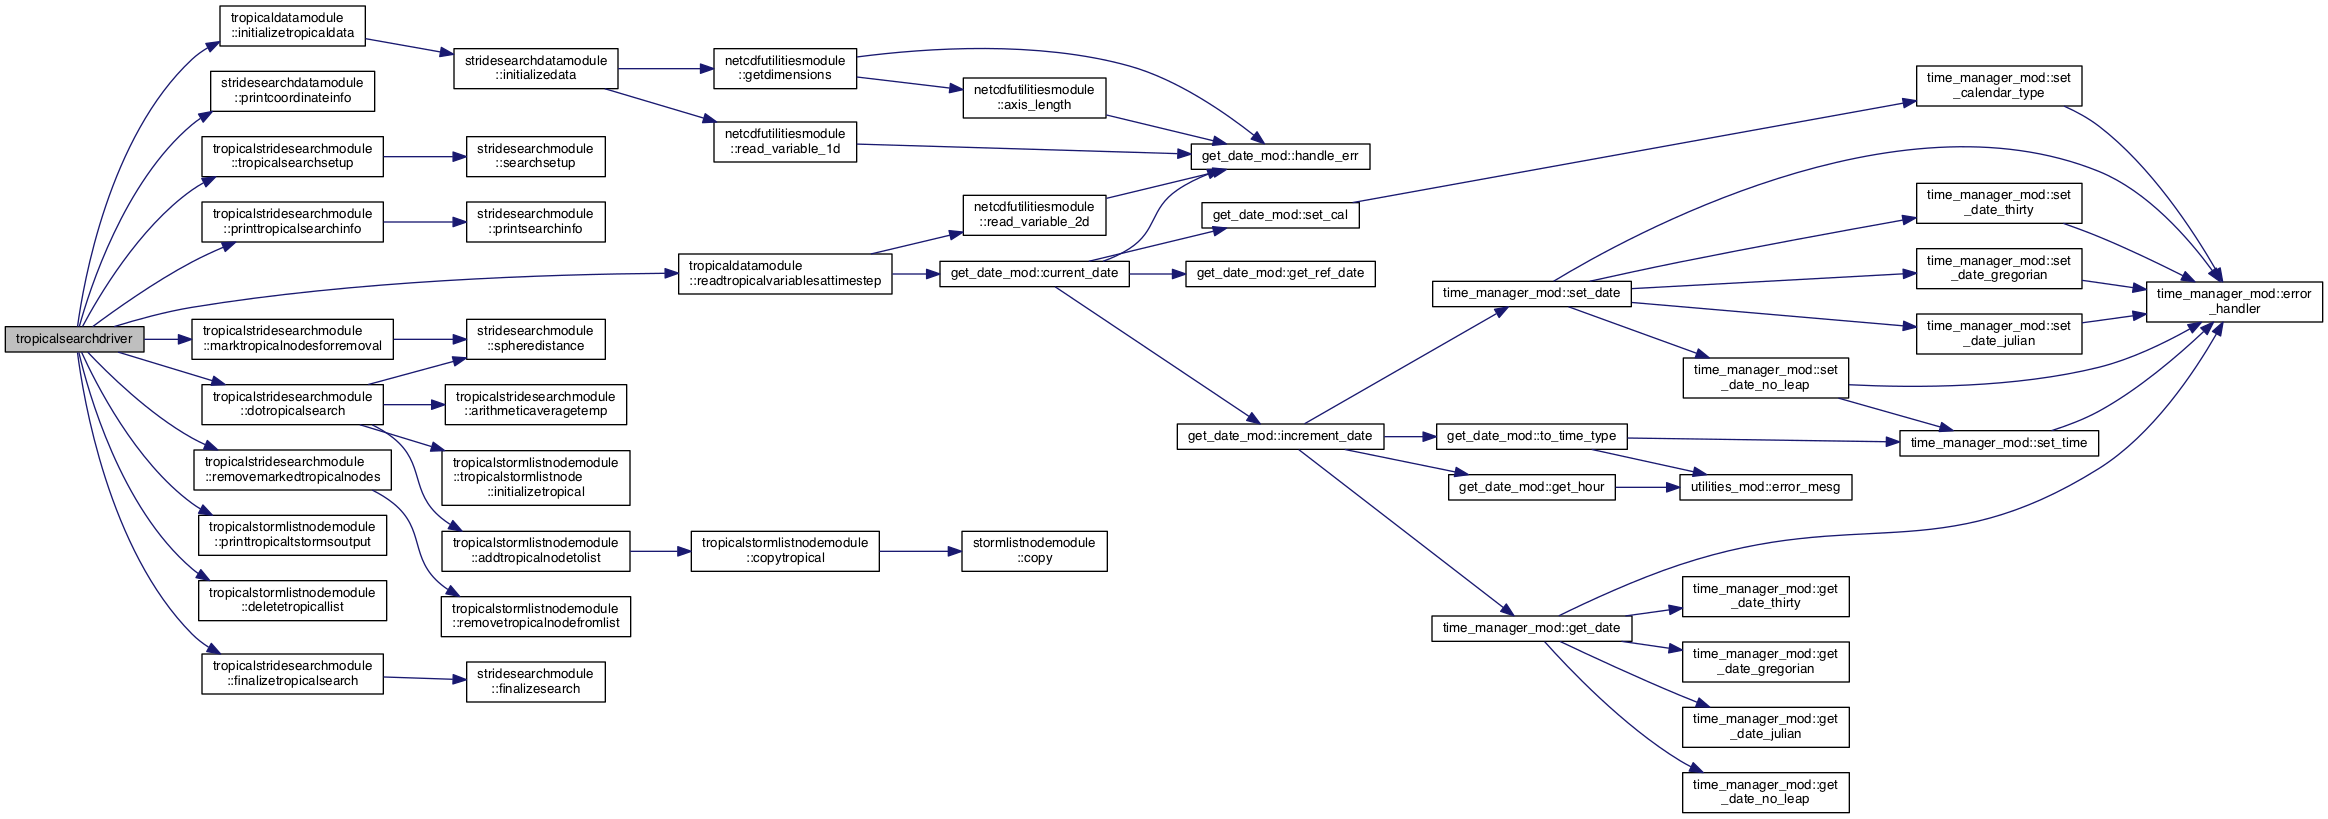 tropicalsearchdriver
tropicaldatamodule
::initializetropicaldata
stridesearchdatamodule
::printcoordinateinfo
tropicalstridesearchmodule
::tropicalsearchsetup
tropicalstridesearchmodule
::printtropicalsearchinfo
tropicalstridesearchmodule
::marktropicalnodesforremoval
tropicalstridesearchmodule
::dotropicalsearch
tropicalstridesearchmodule
::removemarkedtropicalnodes
tropicalstormlistnodemodule
::printtropicaltstormsoutput
tropicalstormlistnodemodule
::deletetropicallist
tropicalstridesearchmodule
::finalizetropicalsearch
stridesearchdatamodule
::initializedata
stridesearchmodule
::searchsetup
stridesearchmodule
::printsearchinfo
stridesearchmodule
::spheredistance
tropicalstridesearchmodule
::arithmeticaveragetemp
tropicalstormlistnodemodule
::tropicalstormlistnode
::initializetropical
tropicalstormlistnodemodule
::addtropicalnodetolist
tropicalstormlistnodemodule
::removetropicalnodefromlist
stridesearchmodule
::finalizesearch
netcdfutilitiesmodule
::getdimensions
netcdfutilitiesmodule
::read_variable_1d
tropicaldatamodule
::readtropicalvariablesattimestep
tropicalstormlistnodemodule
::copytropical
netcdfutilitiesmodule
::axis_length
netcdfutilitiesmodule
::read_variable_2d
get_date_mod::current_date
stormlistnodemodule
::copy
get_date_mod::handle_err
get_date_mod::set_cal
get_date_mod::get_ref_date
get_date_mod::increment_date
time_manager_mod::set_date
get_date_mod::to_time_type
get_date_mod::get_hour
time_manager_mod::get_date
time_manager_mod::set
_date_no_leap
utilities_mod::error_mesg
time_manager_mod::get
_date_thirty
time_manager_mod::get
_date_gregorian
time_manager_mod::get
_date_julian
time_manager_mod::get
_date_no_leap
time_manager_mod::set
_calendar_type
time_manager_mod::set
_date_thirty
time_manager_mod::set
_date_gregorian
time_manager_mod::set
_date_julian
time_manager_mod::set_time
time_manager_mod::error
_handler